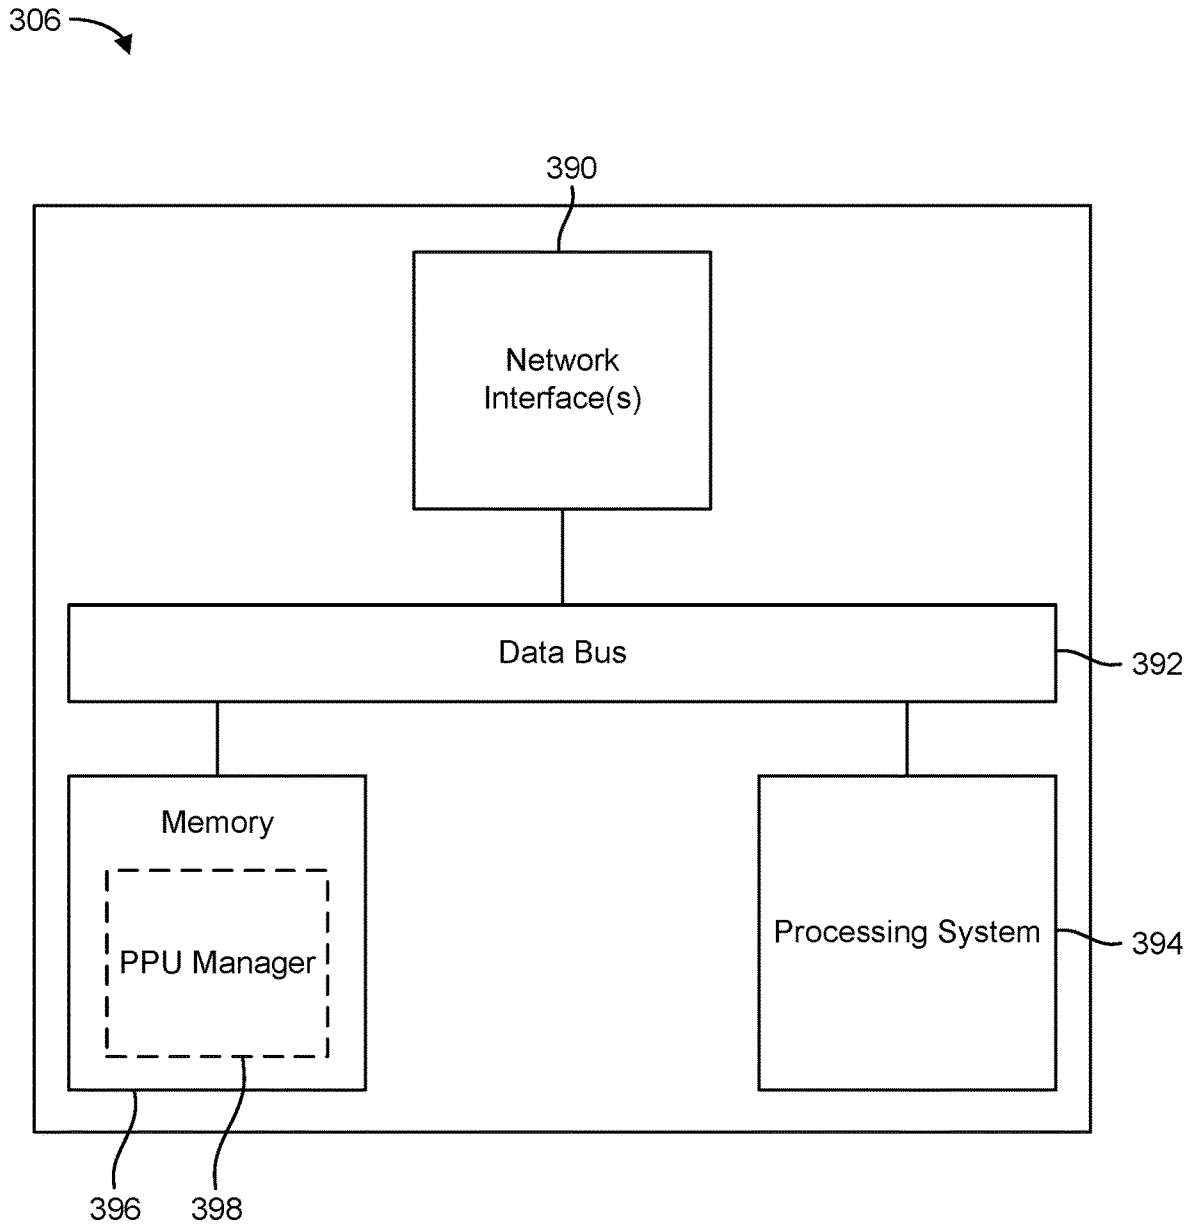 306
390
Network
Interface(s)
Data Bus
392
Memory
PPU Manager
Processing System
394
396
398